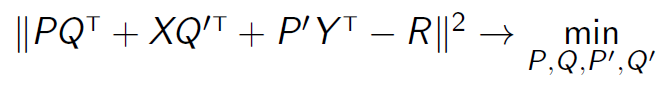 ‖PQᵀ + XQ′ᵀ + P′Yᵀ − R‖² → min
P,Q,P′,Q′